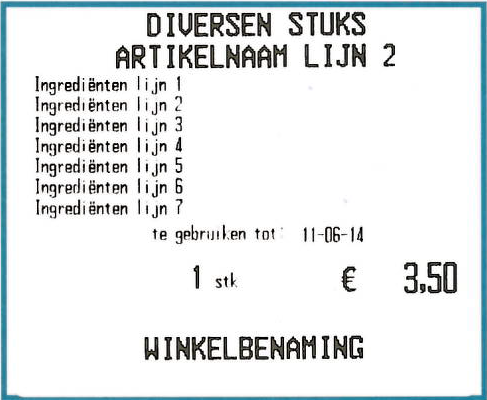 DIVERSEN STUKS
ARTIKELNAAM LIJN 2
Ingrediënten lijn 1
Ingrediënten lijn 2
Ingrediënten lijn 3
Ingrediënten lijn 4
Ingrediënten lijn 5
Ingrediënten lijn 6
Ingrediënten lijn 7
te gebruiken tot: 11-06-14
1 stk € 3,50
WINKELBENAMING